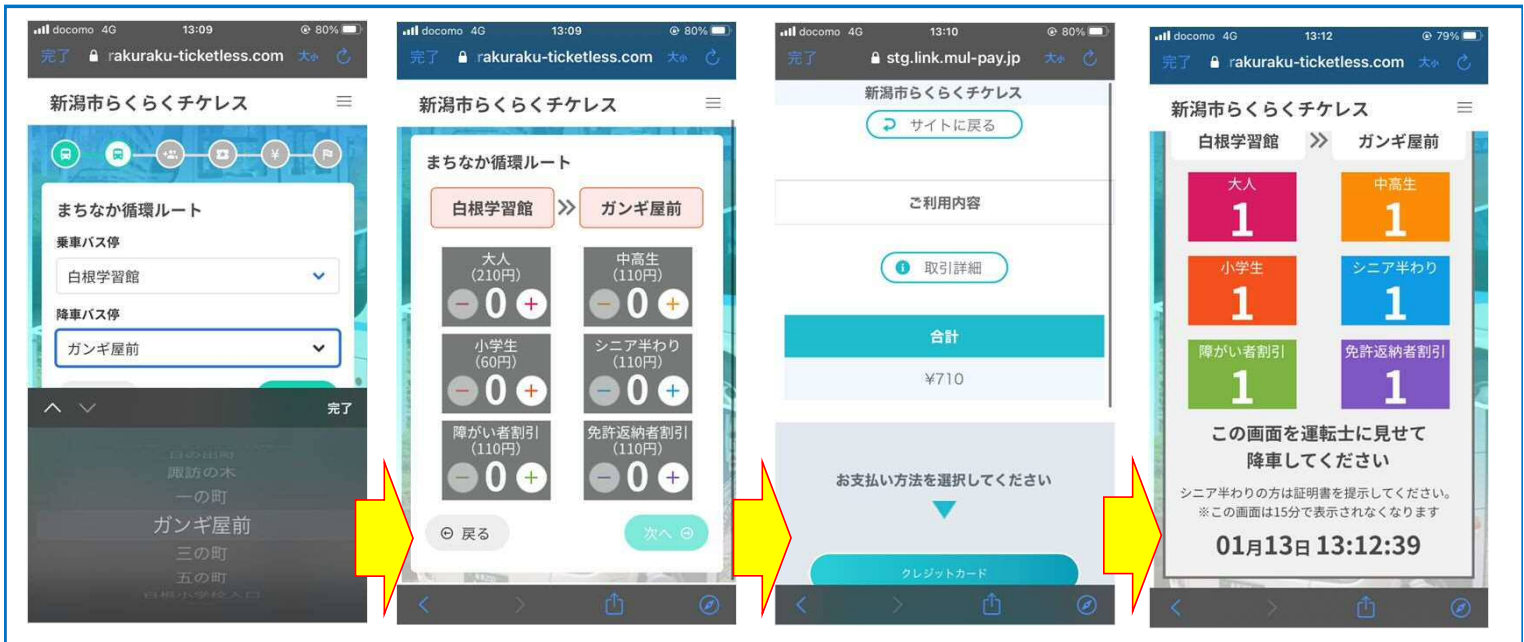 docomo 4G 13:09 80%
完了 rakuraku-ticketless.com 大小
新潟市らくらくチケレス
まちなか循環ルート
乗車バス停
白根学習館
降車バス停
ガンギ屋前
完了
諏訪の木
一の町
ガンギ屋前
三の町
五の町
白根小学校入口
docomo 4G 13:09 80%
完了 rakuraku-ticketless.com 大小
新潟市らくらくチケレス
まちなか循環ルート
白根学習館 ≫ ガンギ屋前
大人 中高生
(210円) (110円)
− 0 + − 0 +
小学生 シニア半わり
(60円) (110円)
− 0 + − 0 +
障がい者割引 免許返納者割引
(110円) (110円)
− 0 + − 0 +
戻る 次へ
docomo 4G 13:10 80%
完了 stg.link.mul-pay.jp 大小
新潟市らくらくチケレス
サイトに戻る
ご利用内容
取引詳細
合計
¥710
お支払い方法を選択してください
クレジットカード
docomo 4G 13:12 79%
完了 rakuraku-ticketless.com 大小
新潟市らくらくチケレス
白根学習館 ≫ ガンギ屋前
大人 中高生
1 1
小学生 シニア半わり
1 1
障がい者割引 免許返納者割引
1 1
この画面を運転士に見せて
降車してください
シニア半わりの方は証明書を提示してください。
※この画面は15分で表示されなくなります
01月13日 13:12:39